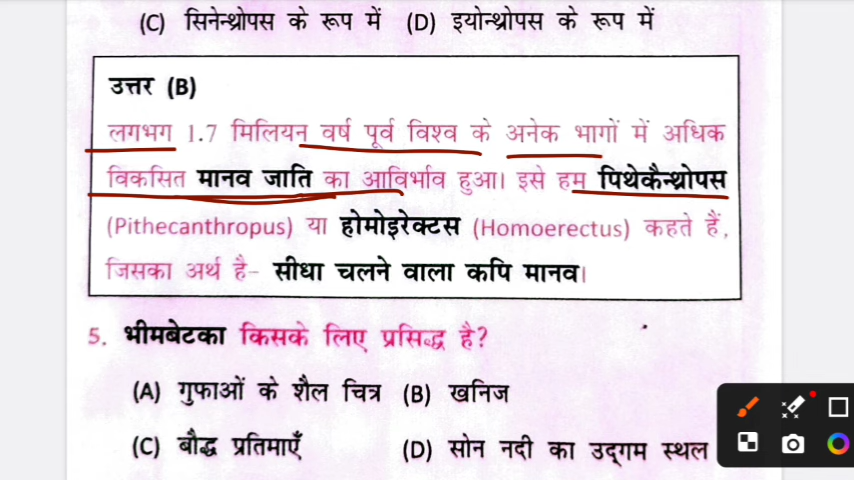 (C) सिनेन्थ्रोपस के रूप में (D) इयोन्थ्रोपस के रूप में
उत्तर (B)
लगभग 1.7 मिलियन वर्ष पूर्व विश्व के अनेक भागों में अधिक
विकसित मानव जाति का आविर्भाव हुआ। इसे हम पिथेकैन्थ्रोपस
(Pithecanthropus) या होमोइरेक्टस (Homoerectus) कहते हैं,
जिसका अर्थ है- सीधा चलने वाला कपि मानव।
5. भीमबेटका किसके लिए प्रसिद्ध है?
(A) गुफाओं के शैल चित्र (B) खनिज
(C) बौद्ध प्रतिमाएँ (D) सोन नदी का उद्गम स्थल